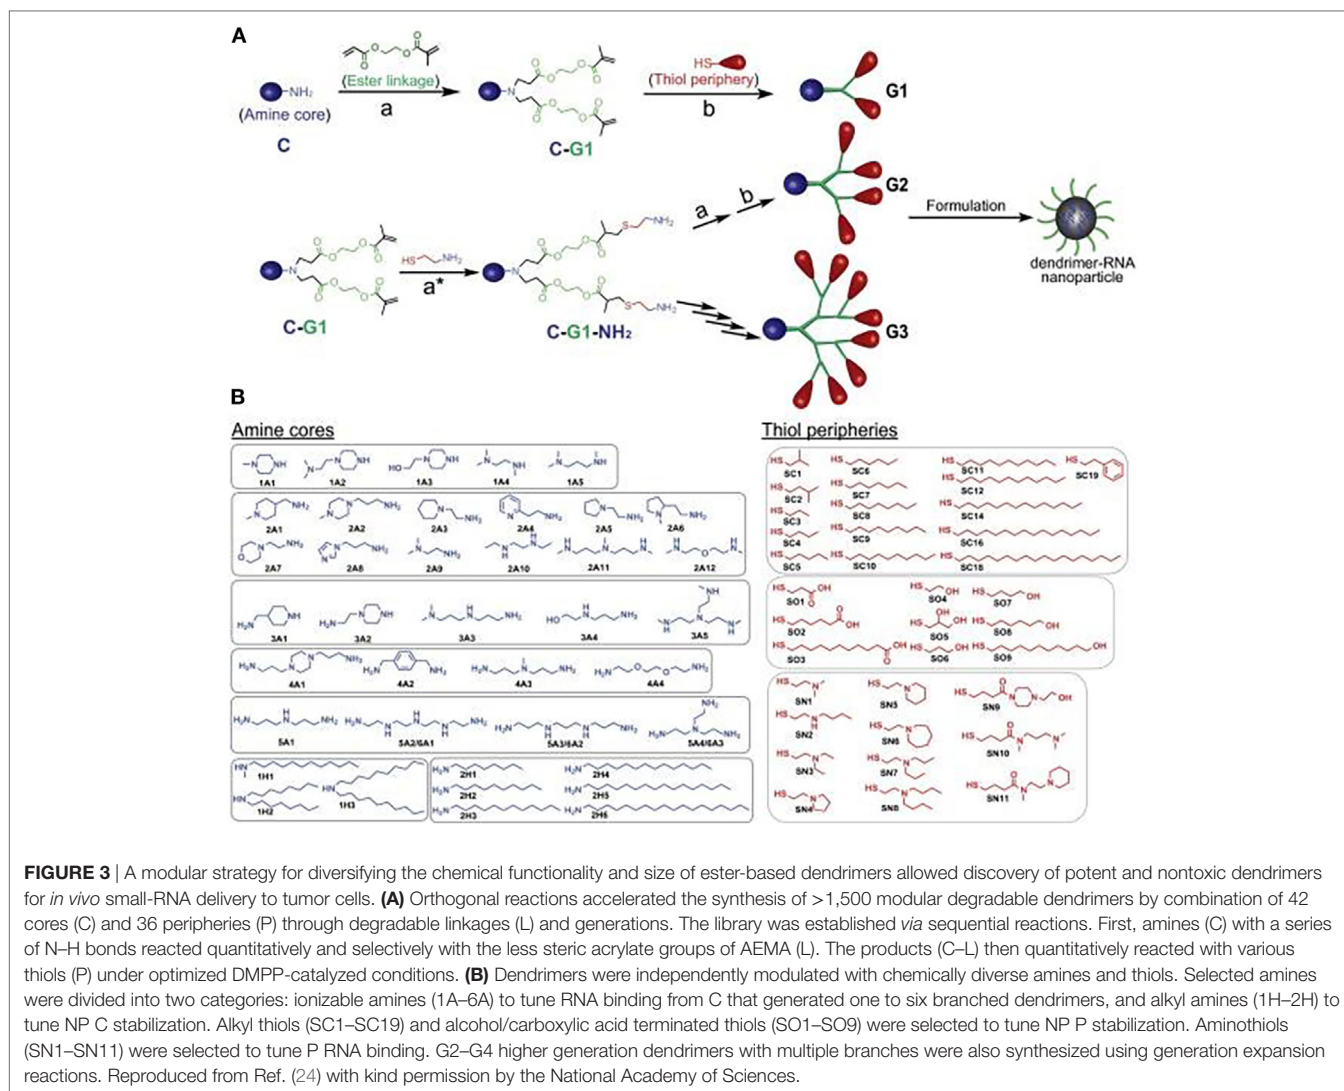 A
HS
(Ester linkage)
(Thiol periphery)
NH₂
(Amine core)
a
b
G1
C
C-G1
G2
a
b
Formulation
HS NH₂
a*
dendrimer-RNA
nanoparticle
C-G1
C-G1-NH₂
G3
B
Amine cores
Thiol peripheries
1A1 1A2 1A3 1A4 1A5
2A1 2A2 2A3 2A4 2A5 2A6
2A7 2A8 2A9 2A10 2A11 2A12
3A1 3A2 3A3 3A4 3A5
4A1 4A2 4A3 4A4
5A1 5A2/6A1 5A3/6A2 5A4/6A3
1H1 1H2 1H3
2H1 2H4
2H2 2H5
2H3 2H6
SC1 SC6 SC11 SC19
SC2 SC7 SC12
SC3 SC8 SC14
SC4 SC9 SC16
SC5 SC10 SC18
SO1 SO4 SO7
SO2 SO5 SO8
SO3 SO6 SO9
SN1 SN5 SN9
SN2 SN6 SN10
SN3 SN7 SN11
SN4 SN8
FIGURE 3 | A modular strategy for diversifying the chemical functionality and size of ester-based dendrimers allowed discovery of potent and nontoxic dendrimers
for in vivo small-RNA delivery to tumor cells. (A) Orthogonal reactions accelerated the synthesis of >1,500 modular degradable dendrimers by combination of 42
cores (C) and 36 peripheries (P) through degradable linkages (L) and generations. The library was established via sequential reactions. First, amines (C) with a series
of N–H bonds reacted quantitatively and selectively with the less steric acrylate groups of AEMA (L). The products (C–L) then quantitatively reacted with various
thiols (P) under optimized DMPP-catalyzed conditions. (B) Dendrimers were independently modulated with chemically diverse amines and thiols. Selected amines
were divided into two categories: ionizable amines (1A–6A) to tune RNA binding from C that generated one to six branched dendrimers, and alkyl amines (1H–2H) to
tune NP C stabilization. Alkyl thiols (SC1–SC19) and alcohol/carboxylic acid terminated thiols (SO1–SO9) were selected to tune NP P stabilization. Aminothiols
(SN1–SN11) were selected to tune P RNA binding. G2–G4 higher generation dendrimers with multiple branches were also synthesized using generation expansion
reactions. Reproduced from Ref. (24) with kind permission by the National Academy of Sciences.